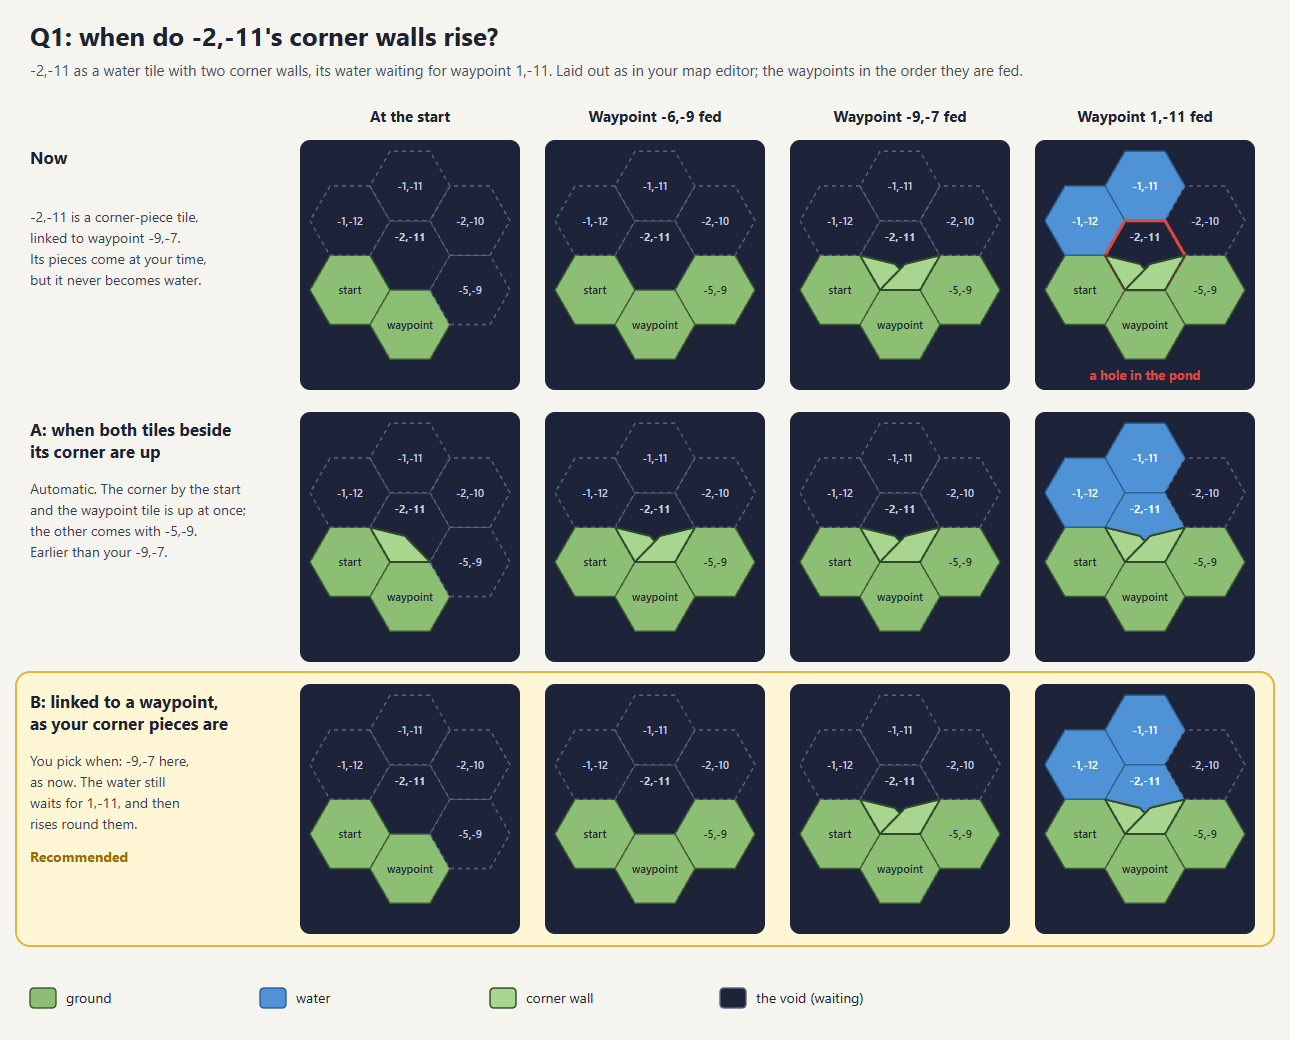 Q1: when do -2,-11's corner walls rise?
-2,-11 as a water tile with two corner walls, its water waiting for waypoint 1,-11. Laid out as in your map editor; the waypoints in the order they are fed.
At the start
Waypoint -6,-9 fed
Waypoint -9,-7 fed
Waypoint 1,-11 fed
Now
-2,-11 is a corner-piece tile,
linked to waypoint -9,-7.
Its pieces come at your time,
but it never becomes water.
-1,-11
-1,-12
-2,-10
-2,-11
start
-5,-9
waypoint
-1,-11
-1,-12
-2,-10
-2,-11
start
-5,-9
waypoint
-1,-11
-1,-12
-2,-10
-2,-11
start
-5,-9
waypoint
-1,-11
-1,-12
-2,-10
-2,-11
start
-5,-9
waypoint
a hole in the pond
A: when both tiles beside
its corner are up
Automatic. The corner by the start
and the waypoint tile is up at once;
the other comes with -5,-9.
Earlier than your -9,-7.
-1,-11
-1,-12
-2,-10
-2,-11
start
-5,-9
waypoint
-1,-11
-1,-12
-2,-10
-2,-11
start
-5,-9
waypoint
-1,-11
-1,-12
-2,-10
-2,-11
start
-5,-9
waypoint
-1,-11
-1,-12
-2,-10
-2,-11
start
-5,-9
waypoint
B: linked to a waypoint,
as your corner pieces are
You pick when: -9,-7 here,
as now. The water still
waits for 1,-11, and then
rises round them.
Recommended
-1,-11
-1,-12
-2,-10
-2,-11
start
-5,-9
waypoint
-1,-11
-1,-12
-2,-10
-2,-11
start
-5,-9
waypoint
-1,-11
-1,-12
-2,-10
-2,-11
start
-5,-9
waypoint
-1,-11
-1,-12
-2,-10
-2,-11
start
-5,-9
waypoint
ground
water
corner wall
the void (waiting)